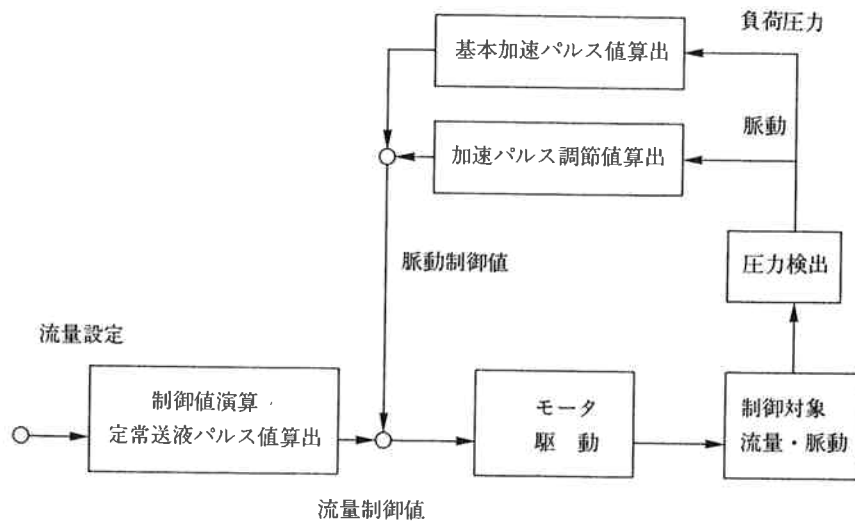 負荷圧力
基本加速パルス値算出
脈動
加速パルス調節値算出
脈動制御値
圧力検出
流量設定
制御値演算・
定常送液パルス値算出
モータ
駆動
制御対象
流量・脈動
流量制御値